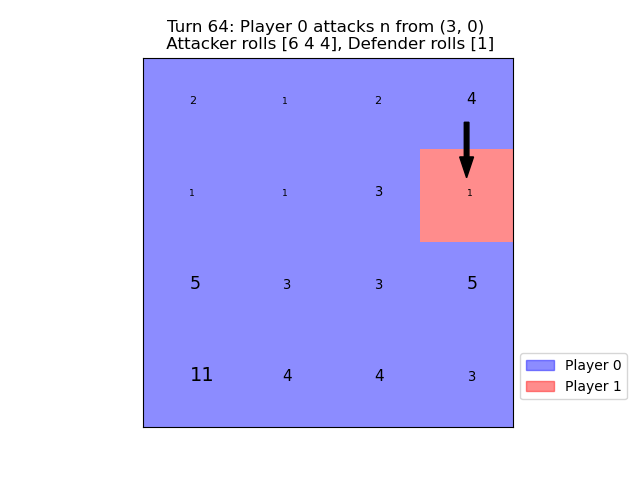 Turn 64: Player 0 attacks n from (3, 0)
Attacker rolls [6 4 4], Defender rolls [1]
2 1 2 4
1 1 3 1
5 3 3 5
11 4 4 3
Player 0
Player 1